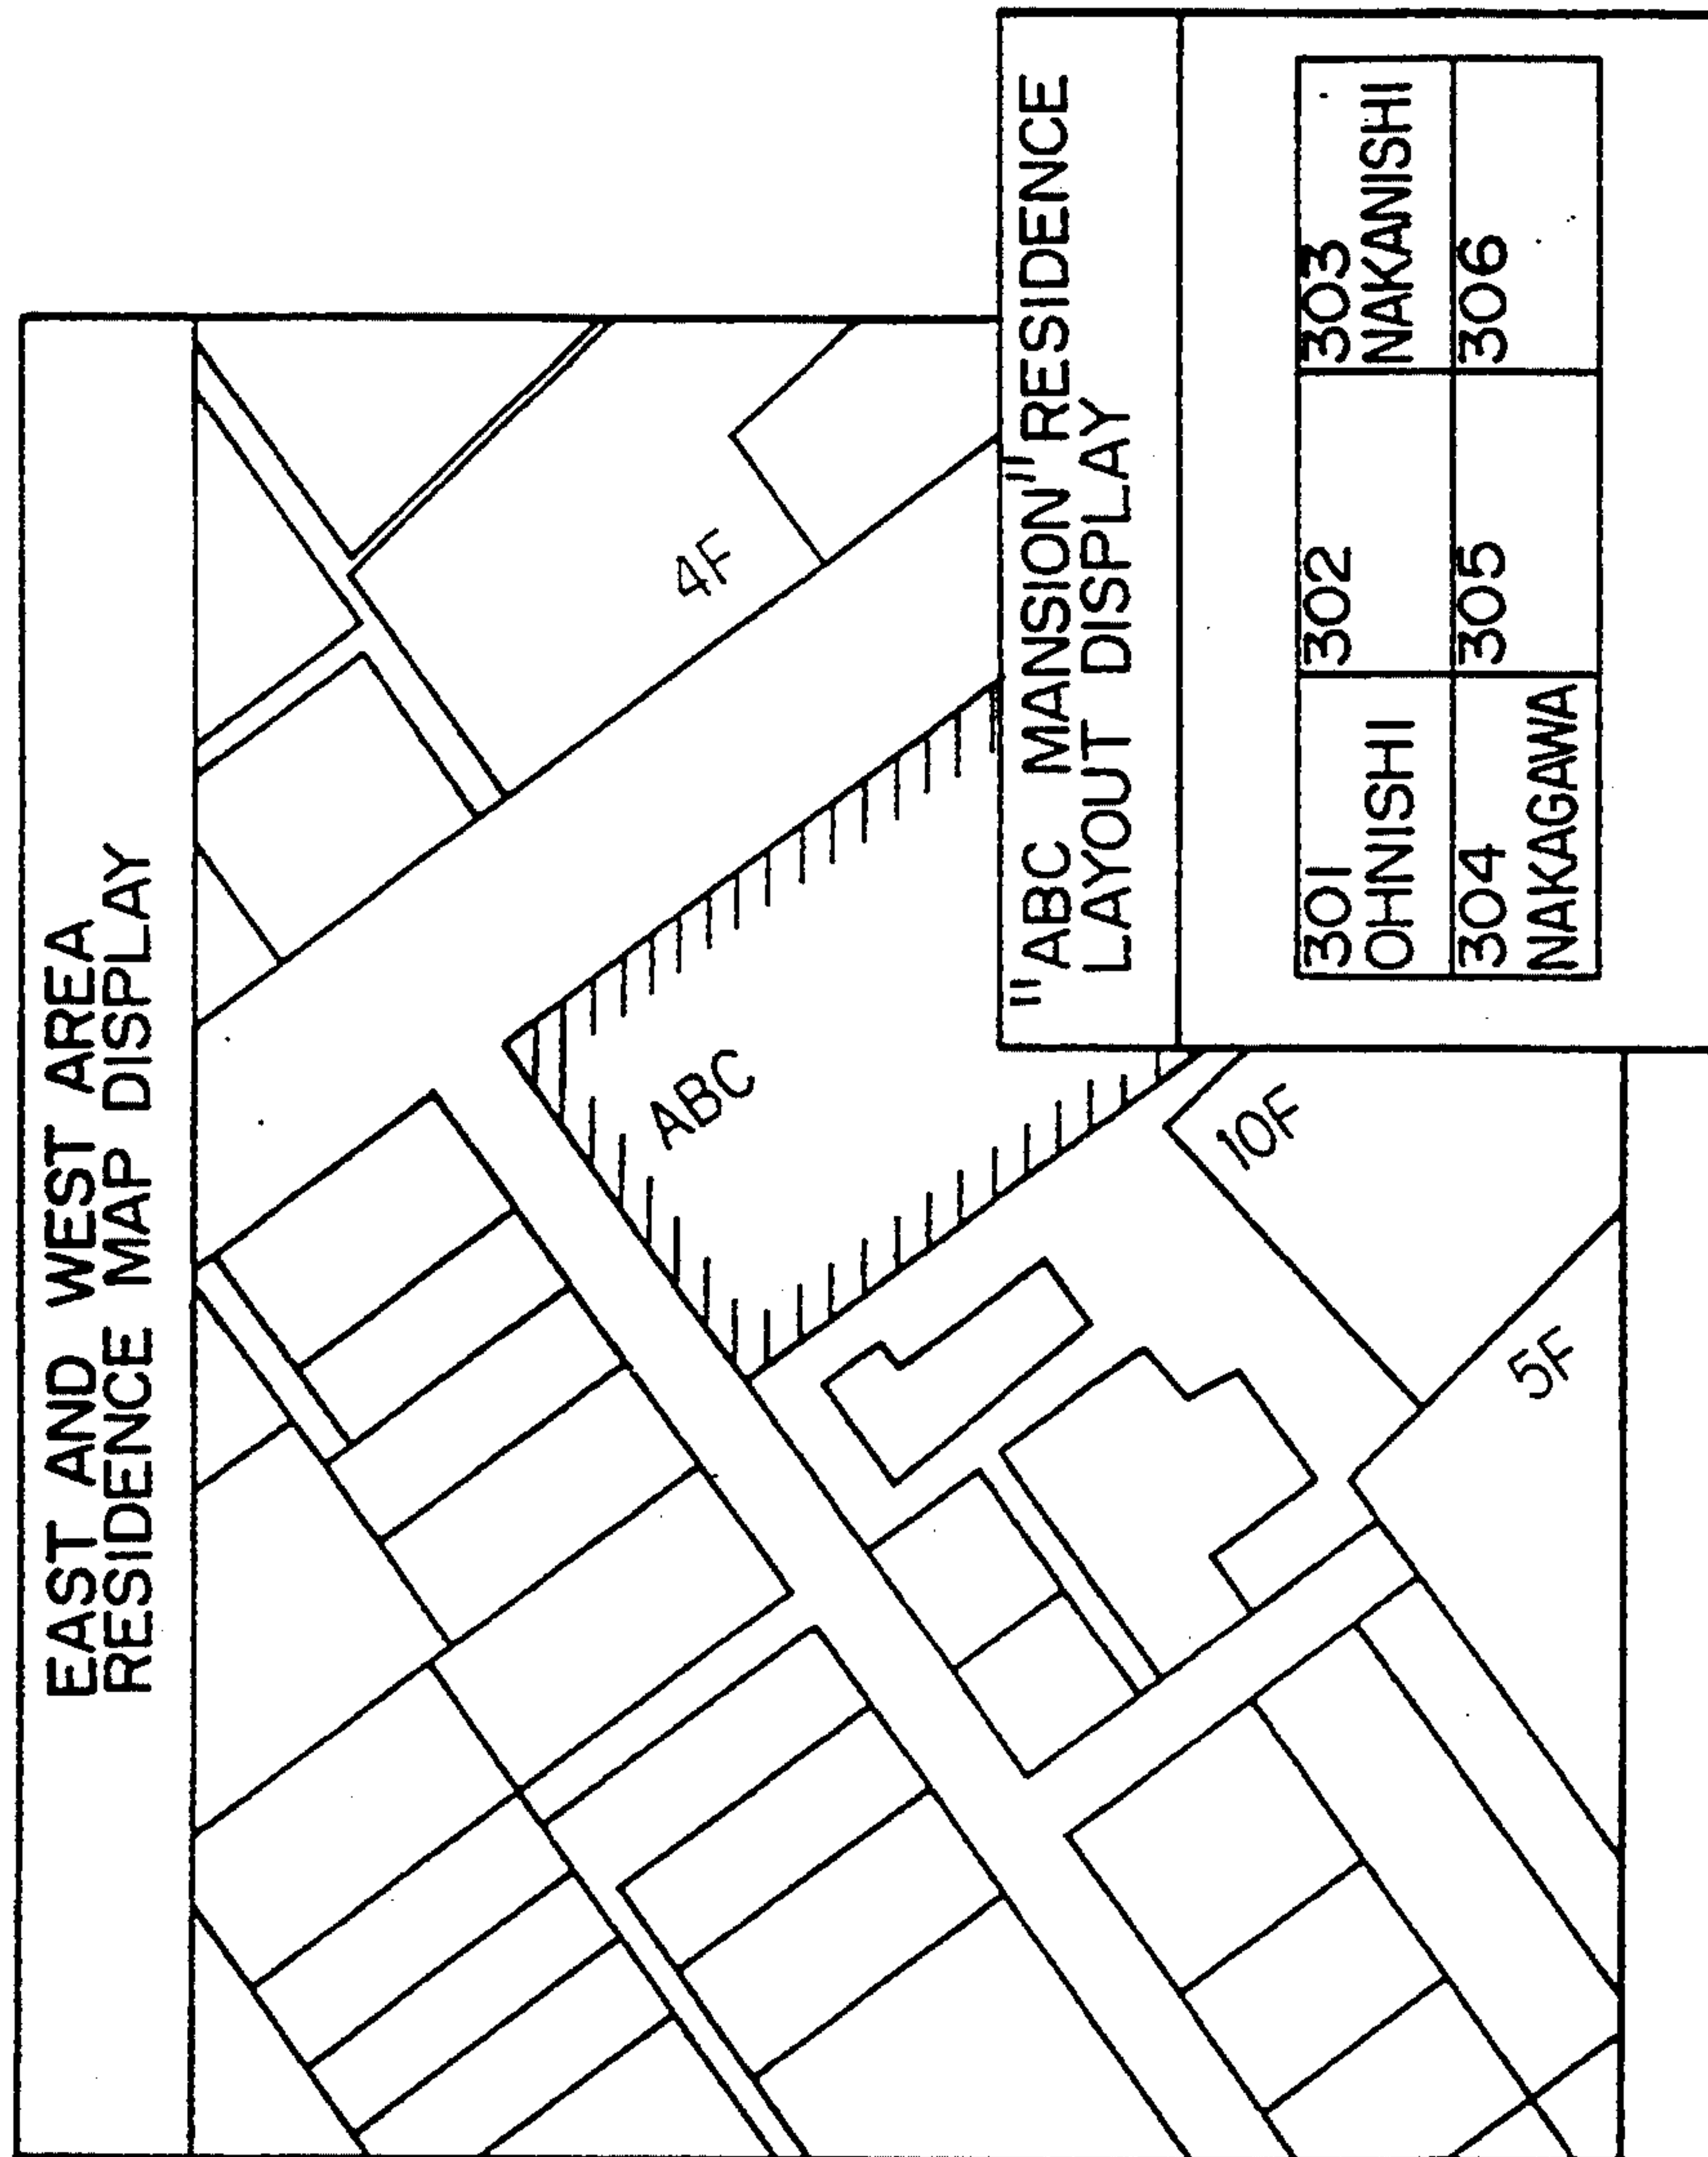 EAST AND WEST AREA
RESIDENCE MAP DISPLAY
4F
ABC
10F
5F
"ABC MANSION" RESIDENCE
LAYOUT DISPLAY
301
OHNISHI
302
303
NAKANISHI
304
NAKAGAWA
305
306